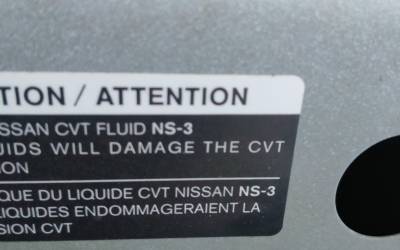 TION / ATTENTION
ISSAN CVT FLUID NS-3
UIDS WILL DAMAGE THE CVT
ION
QUE DU LIQUIDE CVT NISSAN NS-3
LIQUIDES ENDOMMAGERAIENT LA
SION CVT